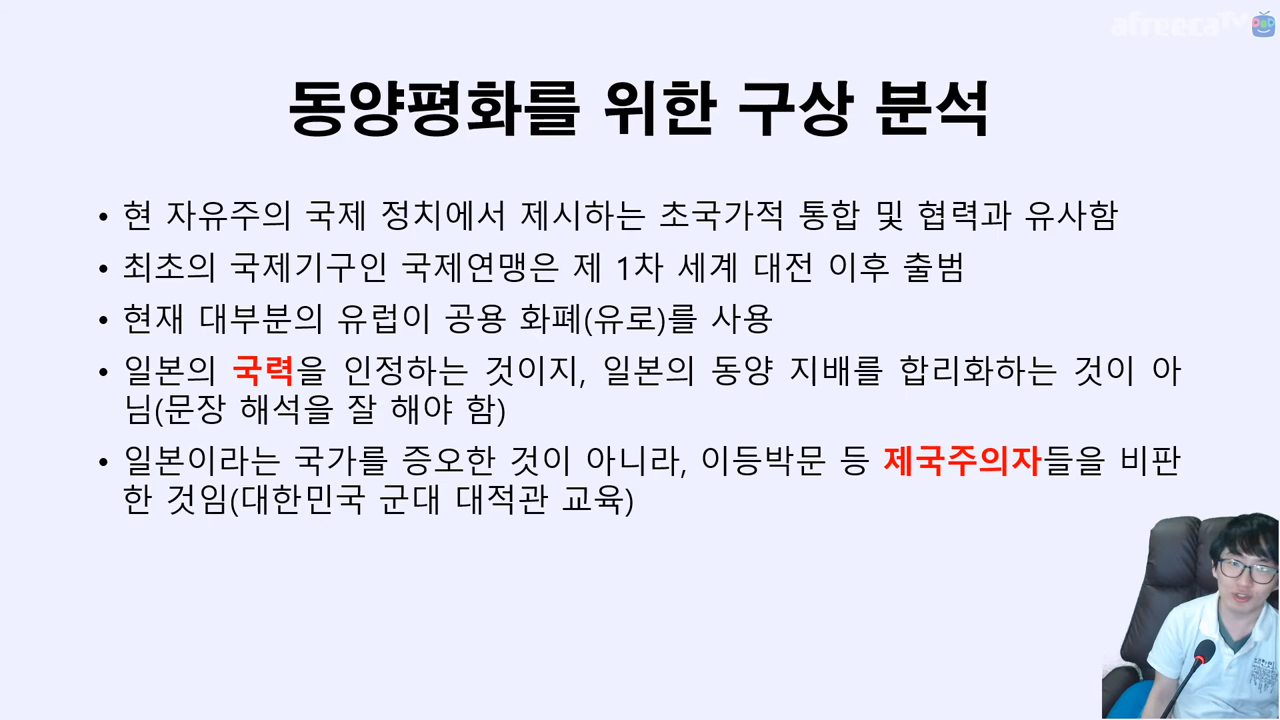 afreecaTV
동양평화를 위한 구상 분석
• 현 자유주의 국제 정치에서 제시하는 초국가적 통합 및 협력과 유사함
• 최초의 국제기구인 국제연맹은 제 1차 세계 대전 이후 출범
• 현재 대부분의 유럽이 공용 화폐(유로)를 사용
• 일본의 국력을 인정하는 것이지, 일본의 동양 지배를 합리화하는 것이 아
님(문장 해석을 잘 해야 함)
• 일본이라는 국가를 증오한 것이 아니라, 이등박문 등 제국주의자들을 비판
한 것임(대한민국 군대 대적관 교육)